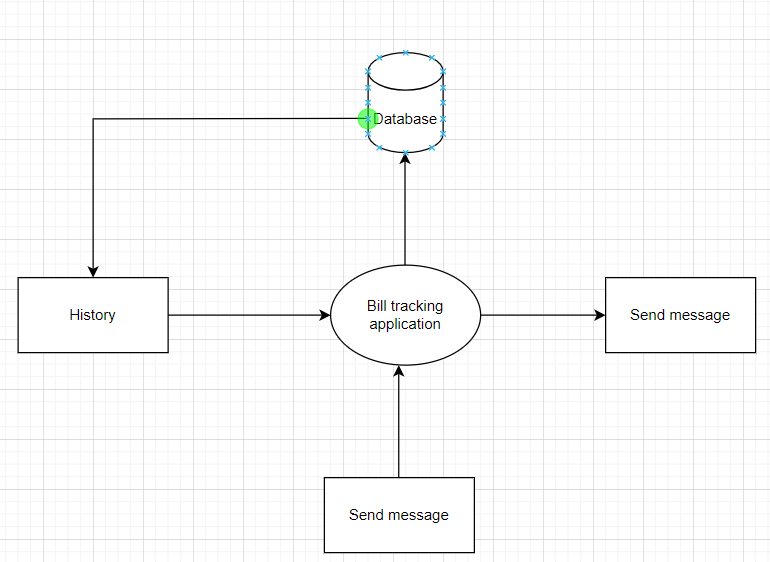 Database
History
Bill tracking
application
Send message
Send message